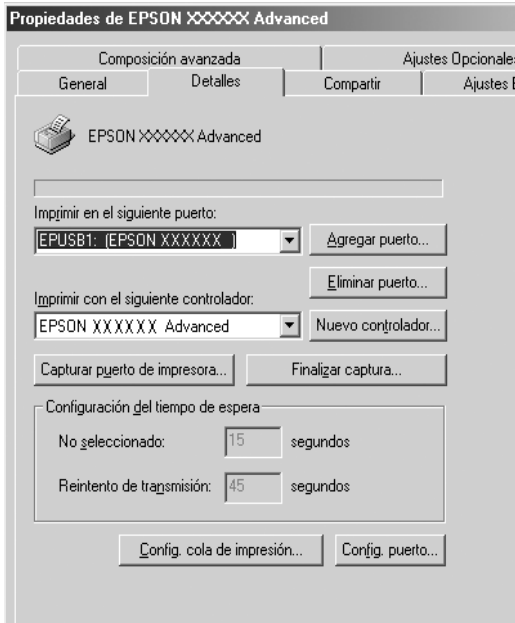 Propiedades de EPSON XXXXXX Advanced
Composición avanzada Ajustes Opcionales
General Detalles Compartir Ajustes E
EPSON XXXXXX Advanced
Imprimir en el siguiente puerto:
EPUSB1: (EPSON XXXXXX ) Agregar puerto...
Eliminar puerto...
Imprimir con el siguiente controlador:
EPSON XXXXXX Advanced Nuevo controlador...
Capturar puerto de impresora... Finalizar captura...
Configuración del tiempo de espera
No seleccionado: 15 segundos
Reintento de transmisión: 45 segundos
Config. cola de impresión... Config. puerto...